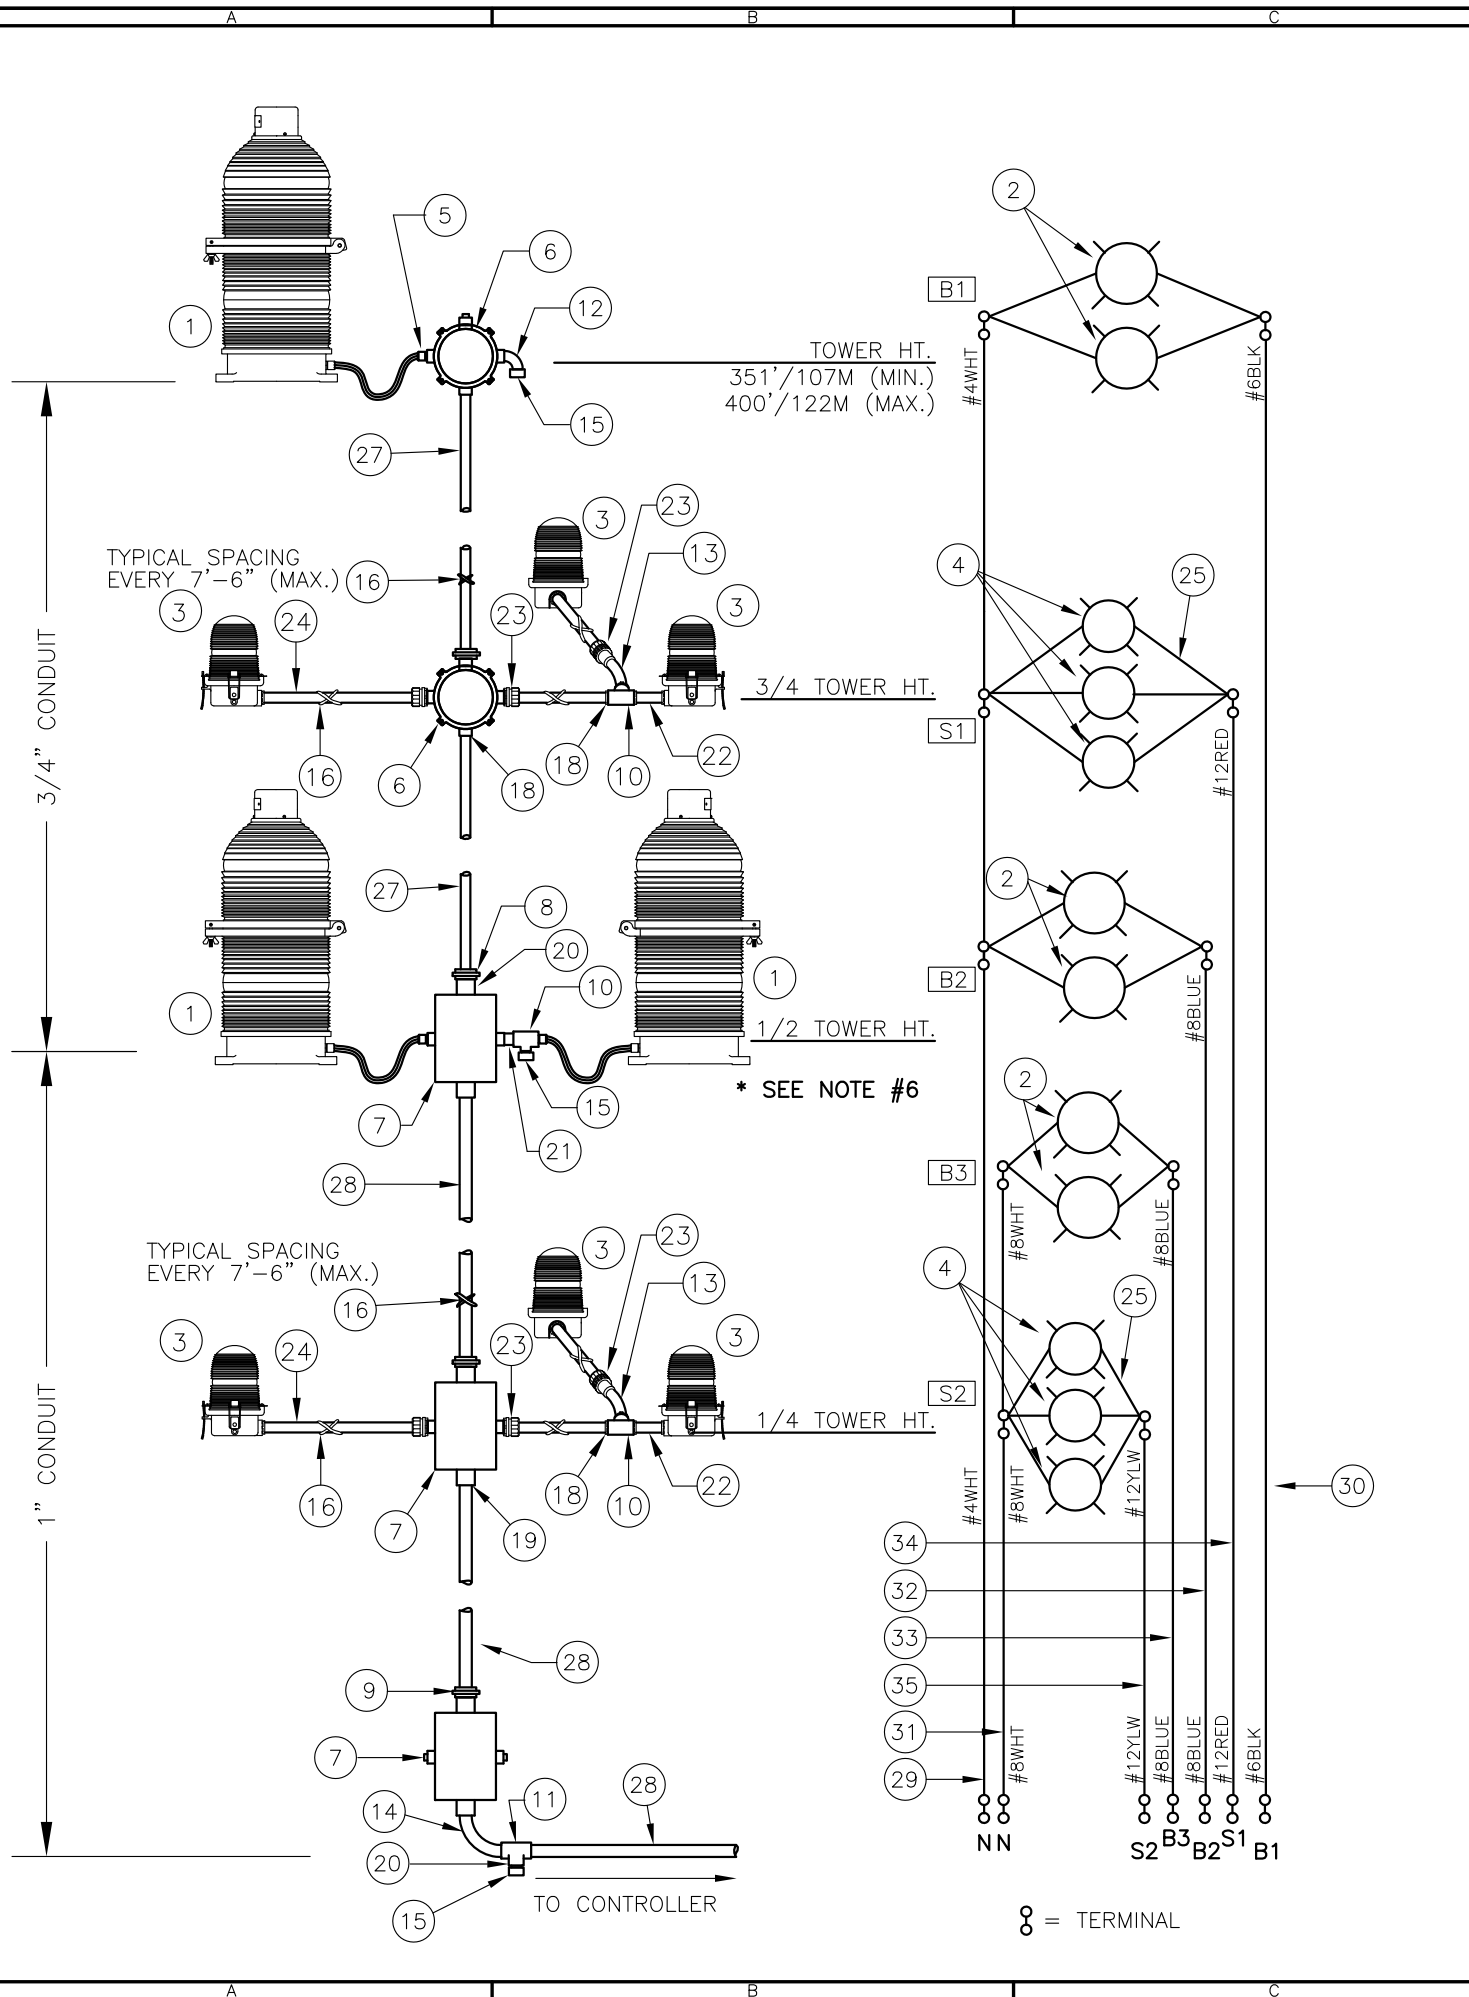 A B C
5
6
1
12
TOWER HT.
351'/107M (MIN.)
400'/122M (MAX.)
15
27
3
23
TYPICAL SPACING
EVERY 7'-6" (MAX.)
16
13
3
24
23
3
3/4" CONDUIT
3/4 TOWER HT.
16
6
18
18
10
22
27
8
20
10
1
1
1/2 TOWER HT.
* SEE NOTE #6
7
15
21
28
TYPICAL SPACING
EVERY 7'-6" (MAX.)
3
23
13
16
3
24
23
3
1" CONDUIT
1/4 TOWER HT.
16
7
19
18
10
22
28
9
7
28
14
11
20
15
TO CONTROLLER
2
B1
#4WHT
#6BLK
4
25
S1
#12RED
2
B2
#8BLUE
2
B3
#8WHT
#8BLUE
4
25
S2
#4WHT
#8WHT
#12YLW
30
34
32
33
35
31
29
#8WHT
#12YLW
#8BLUE
#8BLUE
#12RED
#6BLK
N N S2 B3 B2 S1 B1
= TERMINAL
A B C